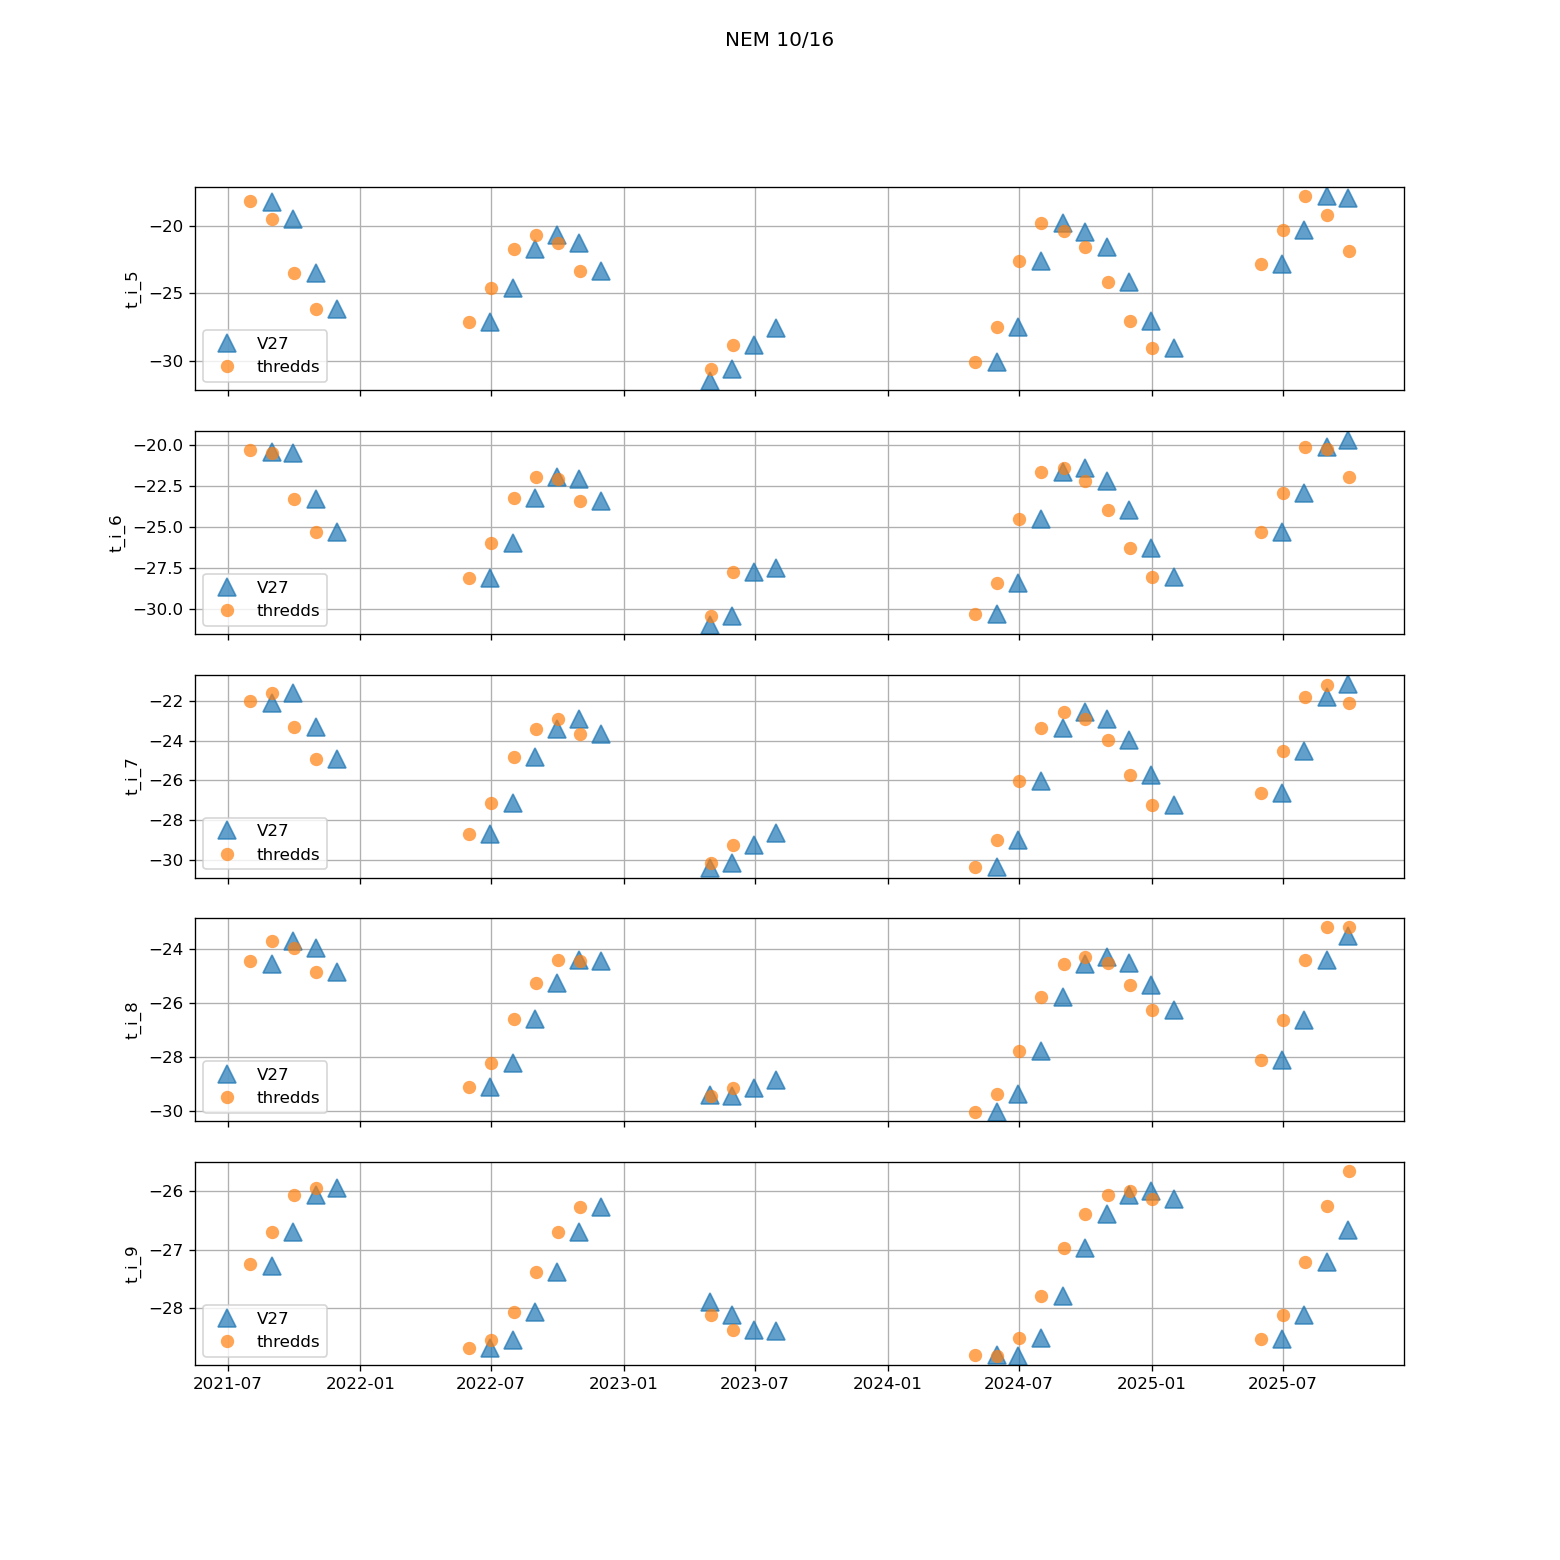 NEM 10/16
−20
−25
−30
t_i_5
V27
thredds
−20.0
−22.5
−25.0
−27.5
−30.0
t_i_6
V27
thredds
−22
−24
−26
−28
−30
t_i_7
V27
thredds
−24
−26
−28
−30
t_i_8
V27
thredds
−26
−27
−28
t_i_9
V27
thredds
2021-07 2022-01 2022-07 2023-01 2023-07 2024-01 2024-07 2025-01 2025-07